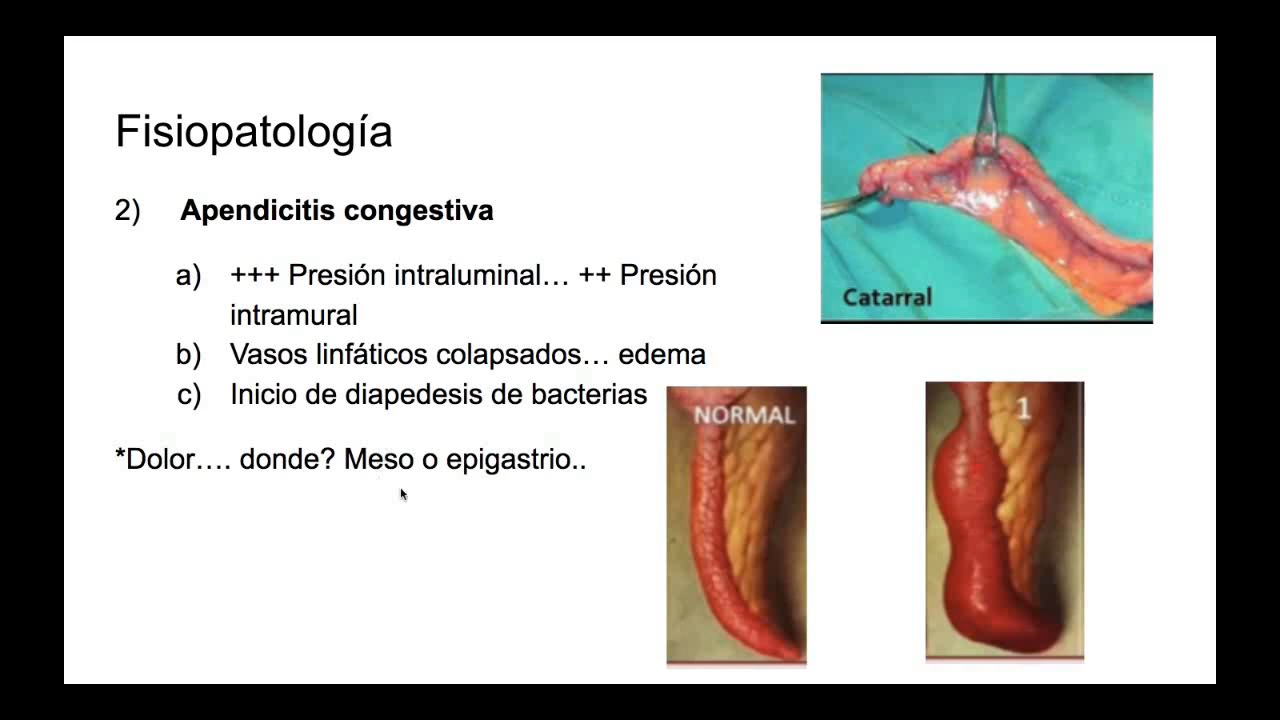 Fisiopatología
2) Apendicitis congestiva
a) +++ Presión intraluminal… ++ Presión
intramural
b) Vasos linfáticos colapsados… edema
c) Inicio de diapedesis de bacterias
*Dolor…. donde? Meso o epigastrio..
Catarral
NORMAL
1